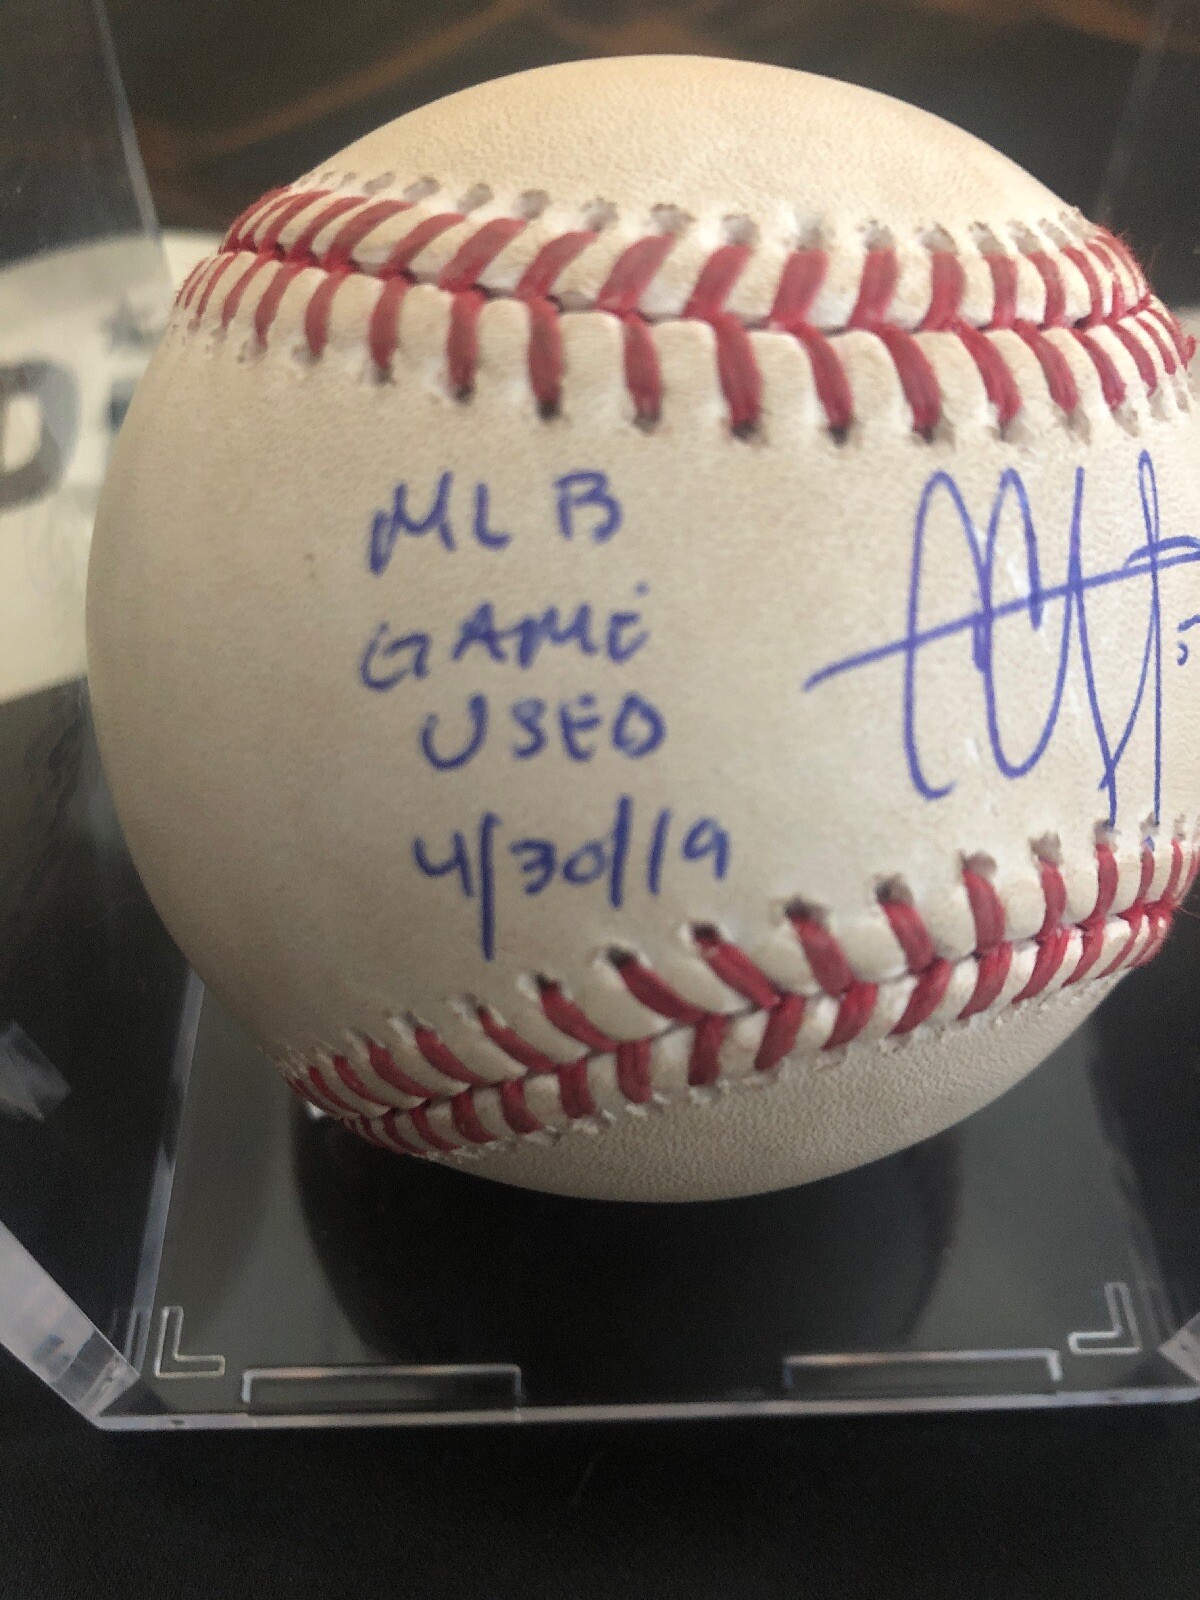 MLB
GAME
USED
4/30/19